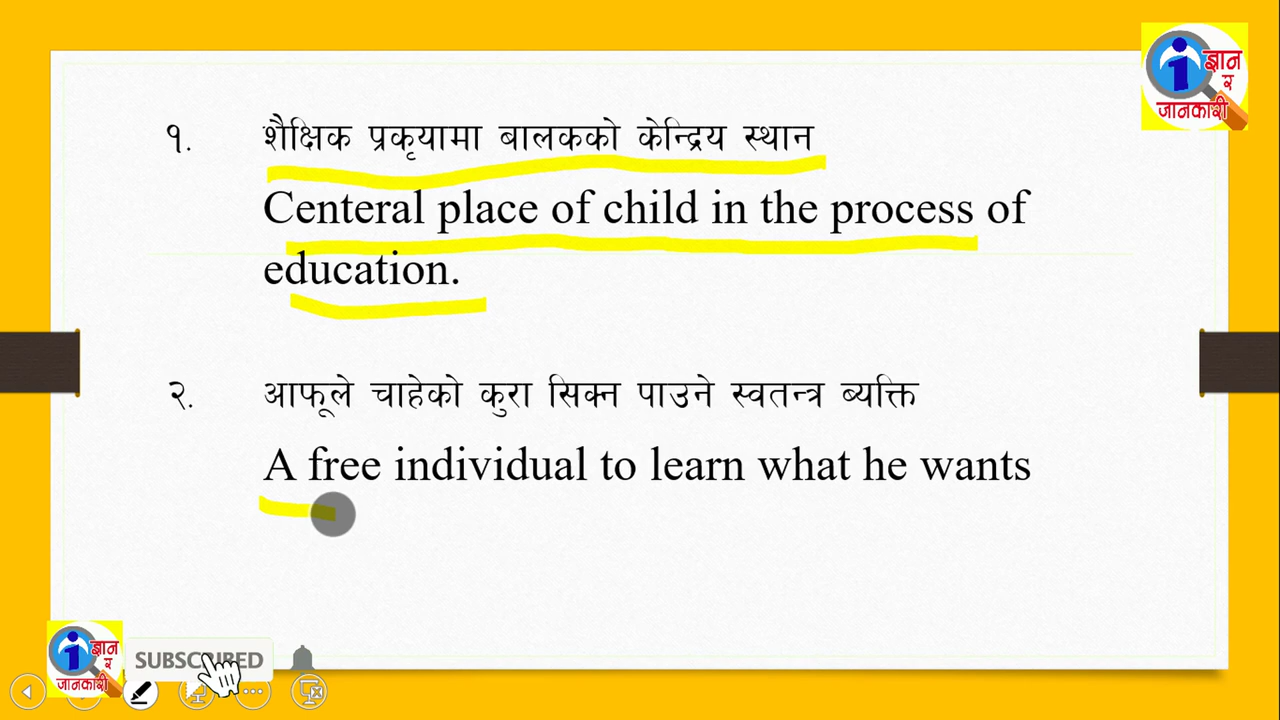 ज्ञान
र
जानकारी
१. शैक्षिक प्रकृयामा बालकको केन्द्रिय स्थान
Centeral place of child in the process of
education.
२. आफूले चाहेको कुरा सिक्न पाउने स्वतन्त्र ब्यक्ति
A free individual to learn what he wants
ज्ञान
र
जानकारी
SUBSCRIBED